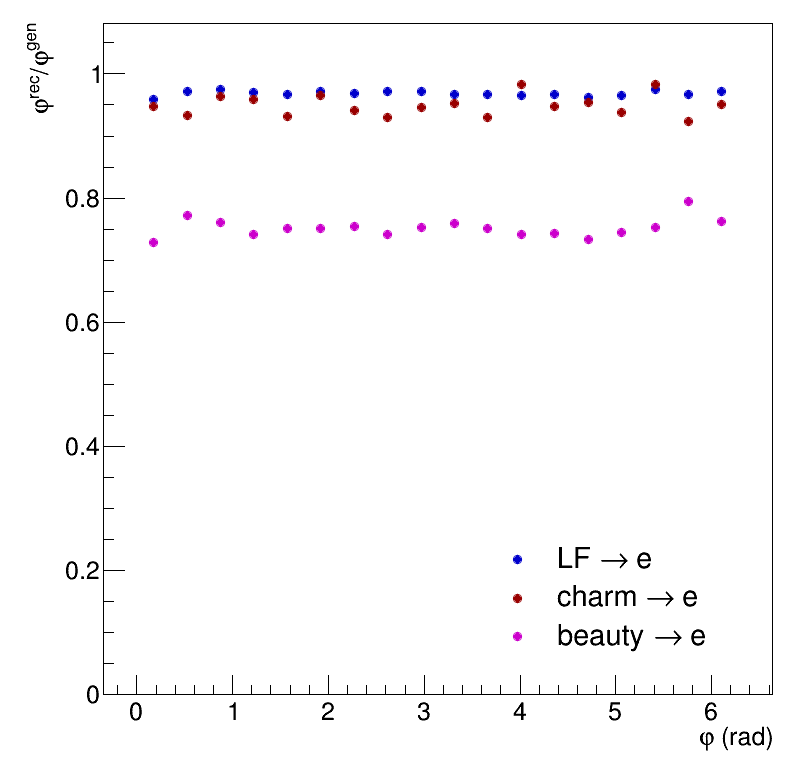 φ^rec/φ^gen
1
0.8
0.6
0.4
0.2
0
LF → e
charm → e
beauty → e
0 1 2 3 4 5 6
φ (rad)